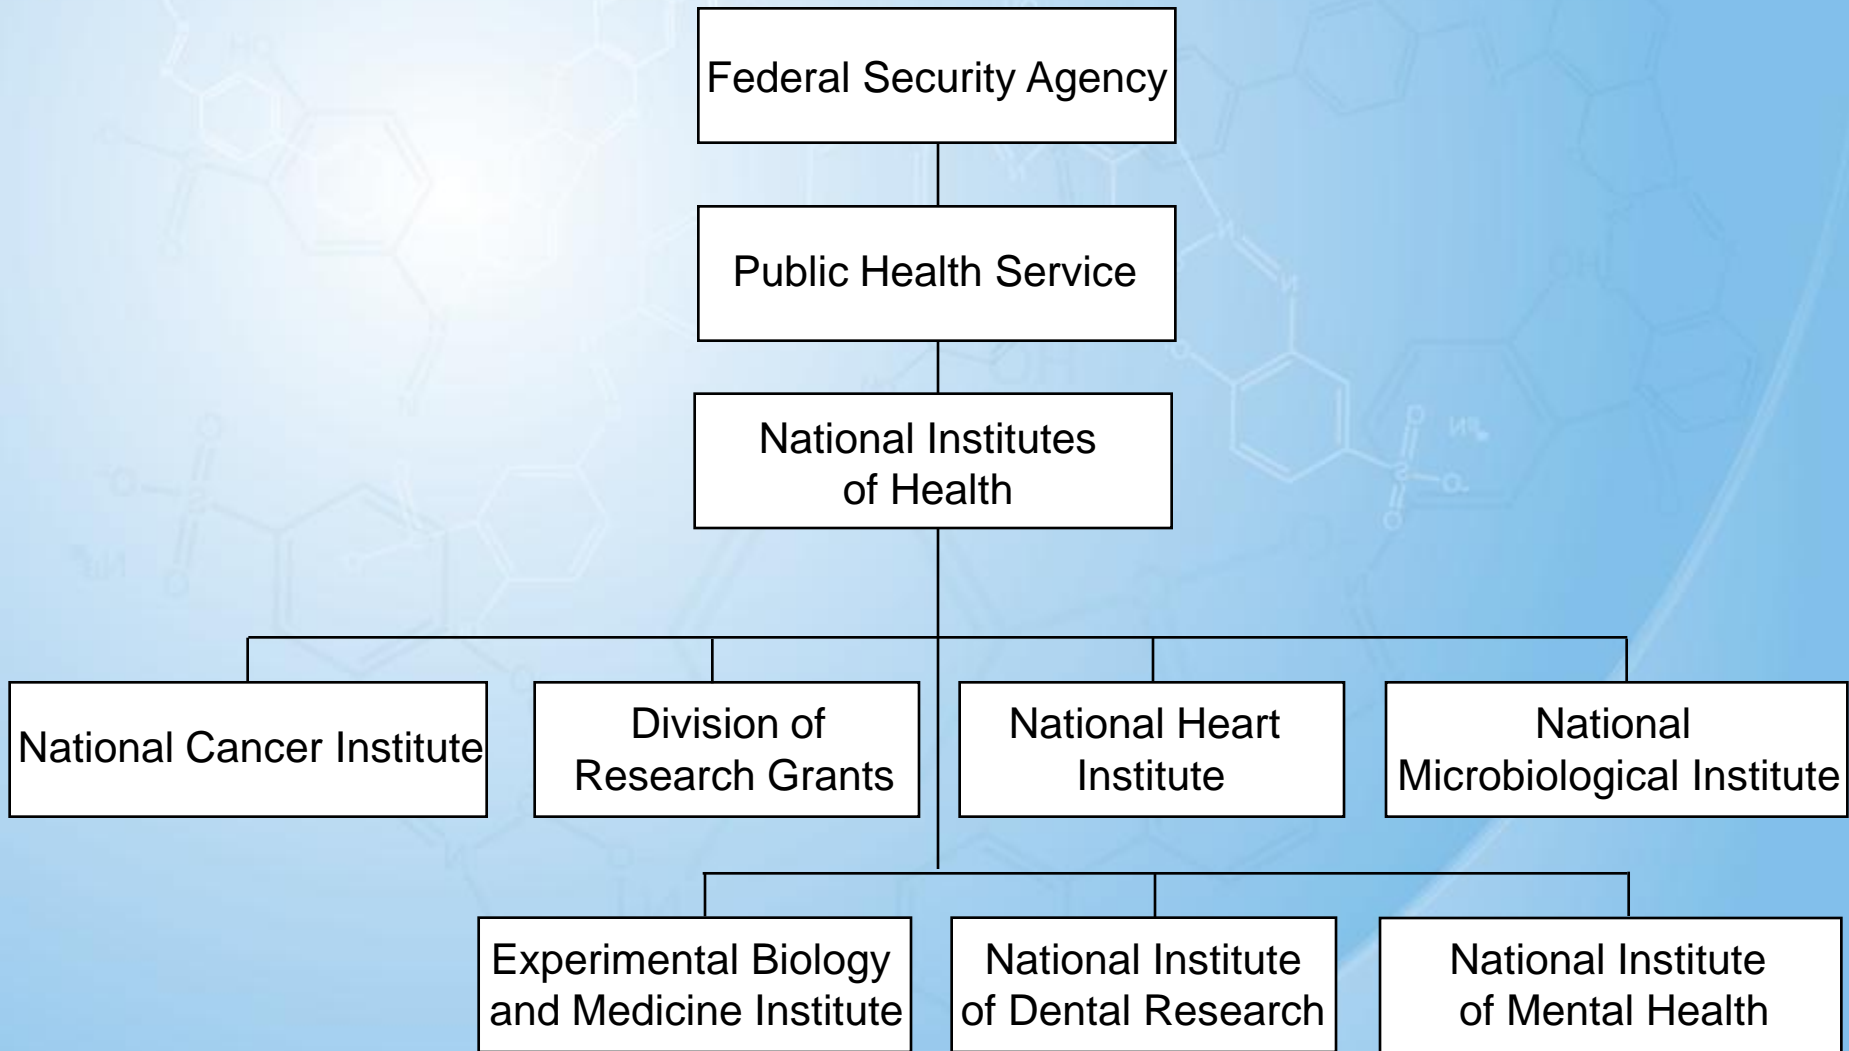 Federal Security Agency
Public Health Service
National Institutes
of Health
National Cancer Institute
Division of
Research Grants
National Heart
Institute
National
Microbiological Institute
Experimental Biology
and Medicine Institute
National Institute
of Dental Research
National Institute
of Mental Health